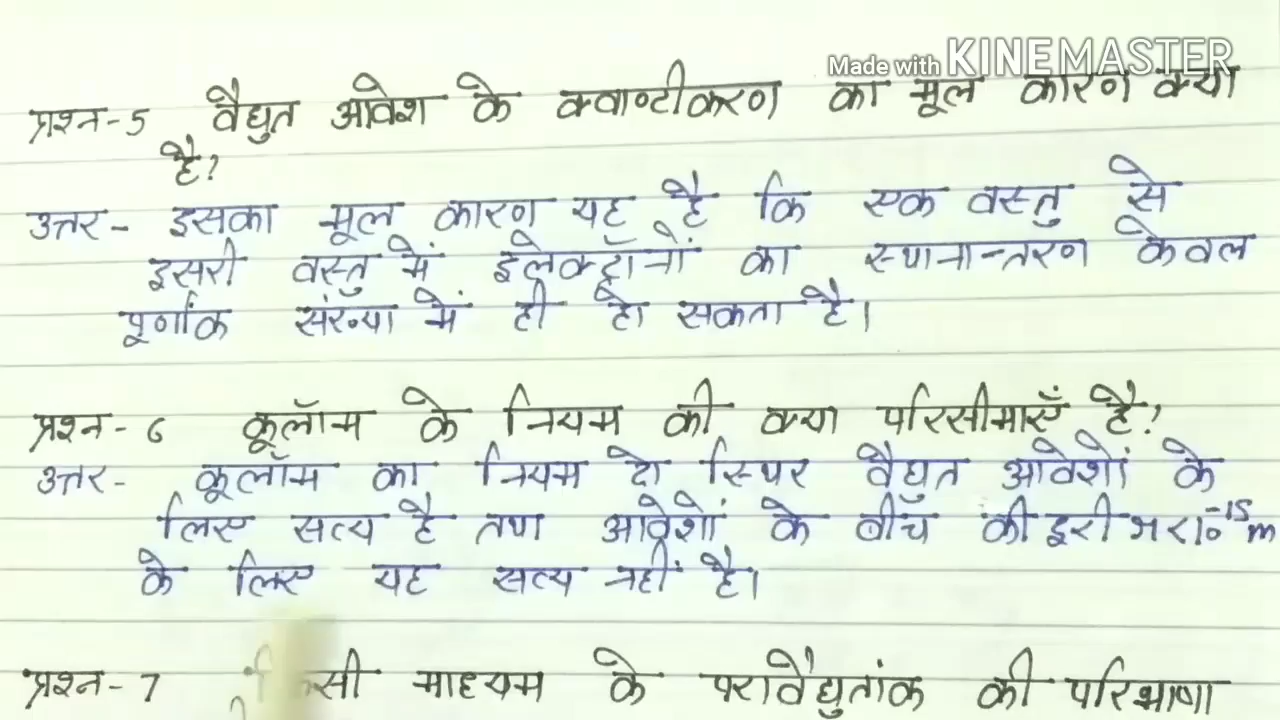 Made with KINEMASTER
प्रश्न-5 वैद्युत आवेश के क्वाण्टीकरण का मूल कारण क्या
है?
उत्तर- इसका मूल कारण यह है कि एक वस्तु से
दूसरी वस्तु में इलेक्ट्रॉनों का स्थानान्तरण केवल
पूर्णांक संख्या में ही हो सकता है।
प्रश्न-6 कूलॉम के नियम की क्या परिसीमाएँ है?
उत्तर- कूलॉम का नियम दो स्थिर वैद्युत आवेशों के
लिए सत्य है तथा आवेशों के बीच की दूरी
के लिए यह सत्य नहीं है।
प्रश्न-7 माध्यम के परावैद्युतांक की परिभाषा